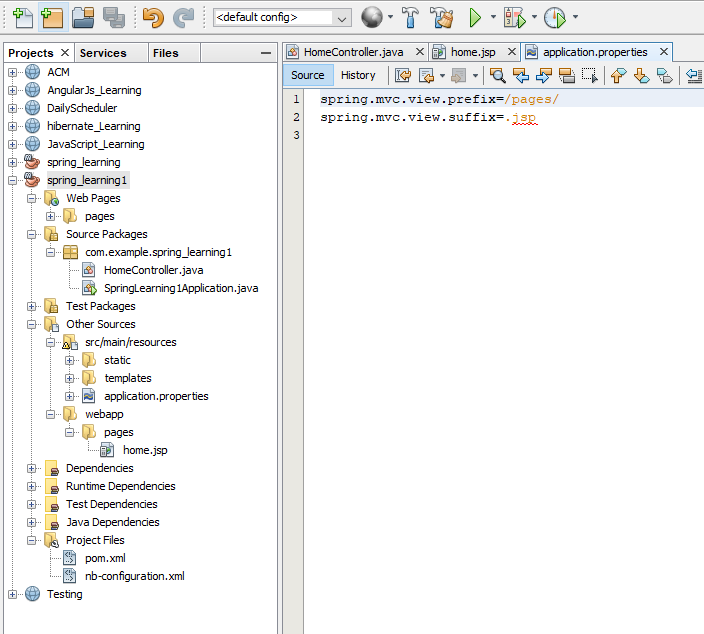 <default config>
Projects
Services
Files
HomeController.java
home.jsp
application.properties
Source
History
ACM
AngularJs_Learning
DailyScheduler
hibernate_Learning
JavaScript_Learning
spring_learning
spring_learning1
Web Pages
pages
Source Packages
com.example.spring_learning1
HomeController.java
SpringLearning1Application.java
Test Packages
Other Sources
src/main/resources
static
templates
application.properties
webapp
pages
home.jsp
Dependencies
Runtime Dependencies
Test Dependencies
Java Dependencies
Project Files
pom.xml
nb-configuration.xml
Testing
1 spring.mvc.view.prefix=/pages/
2 spring.mvc.view.suffix=.jsp
3